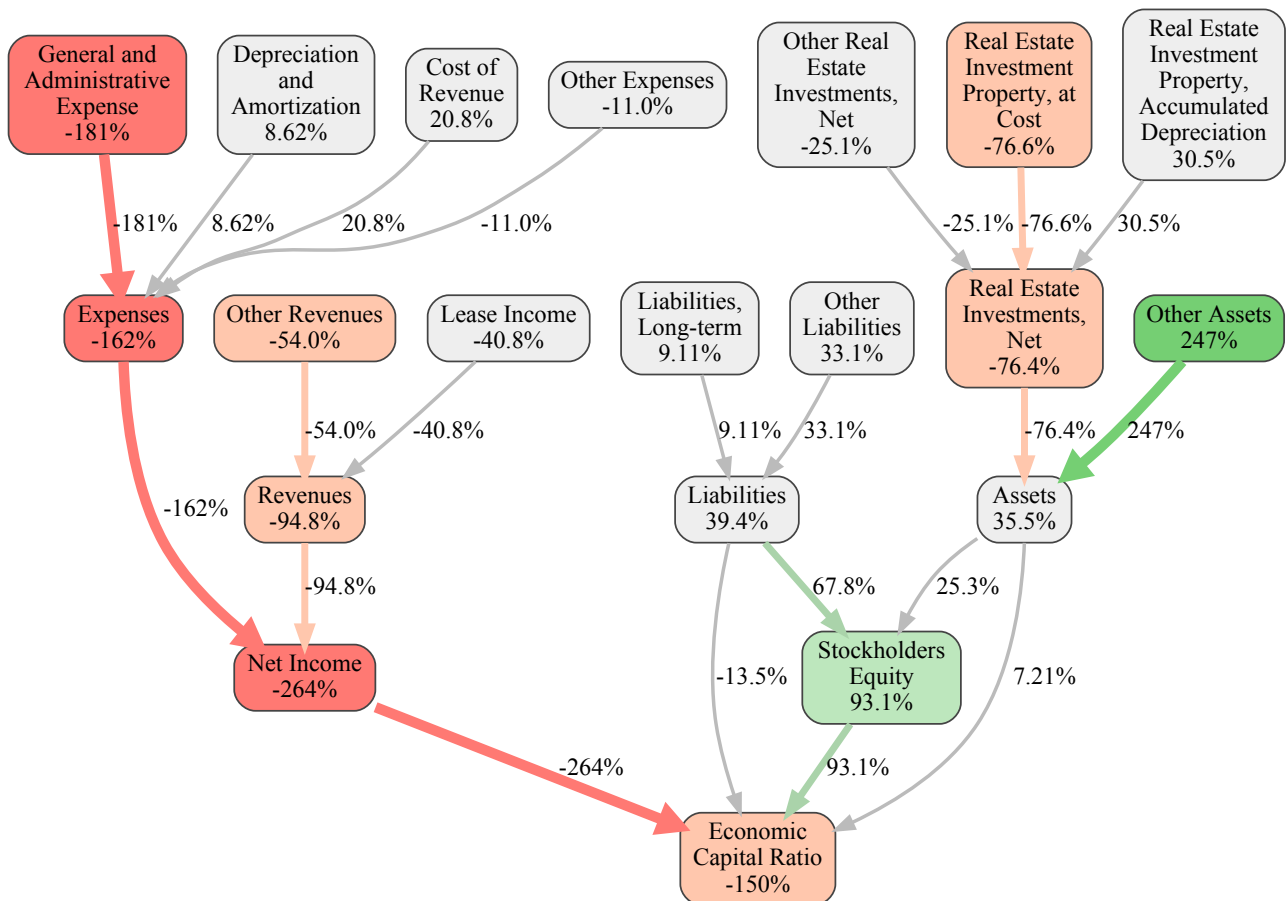 General and
Administrative
Expense
-181%
Depreciation
and
Amortization
8.62%
Cost of
Revenue
20.8%
Other Expenses
-11.0%
Other Real
Estate
Investments,
Net
-25.1%
Real Estate
Investment
Property, at
Cost
-76.6%
Real Estate
Investment
Property,
Accumulated
Depreciation
30.5%
-181%
8.62%
20.8%
-11.0%
-25.1%
-76.6%
30.5%
Expenses
-162%
Other Revenues
-54.0%
Lease Income
-40.8%
Liabilities,
Long-term
9.11%
Other
Liabilities
33.1%
Real Estate
Investments,
Net
-76.4%
Other Assets
247%
-54.0%
-40.8%
9.11%
33.1%
-76.4%
247%
-162%
Revenues
-94.8%
Liabilities
39.4%
Assets
35.5%
-94.8%
67.8%
25.3%
Net Income
-264%
-13.5%
Stockholders
Equity
93.1%
7.21%
-264%
93.1%
Economic
Capital Ratio
-150%